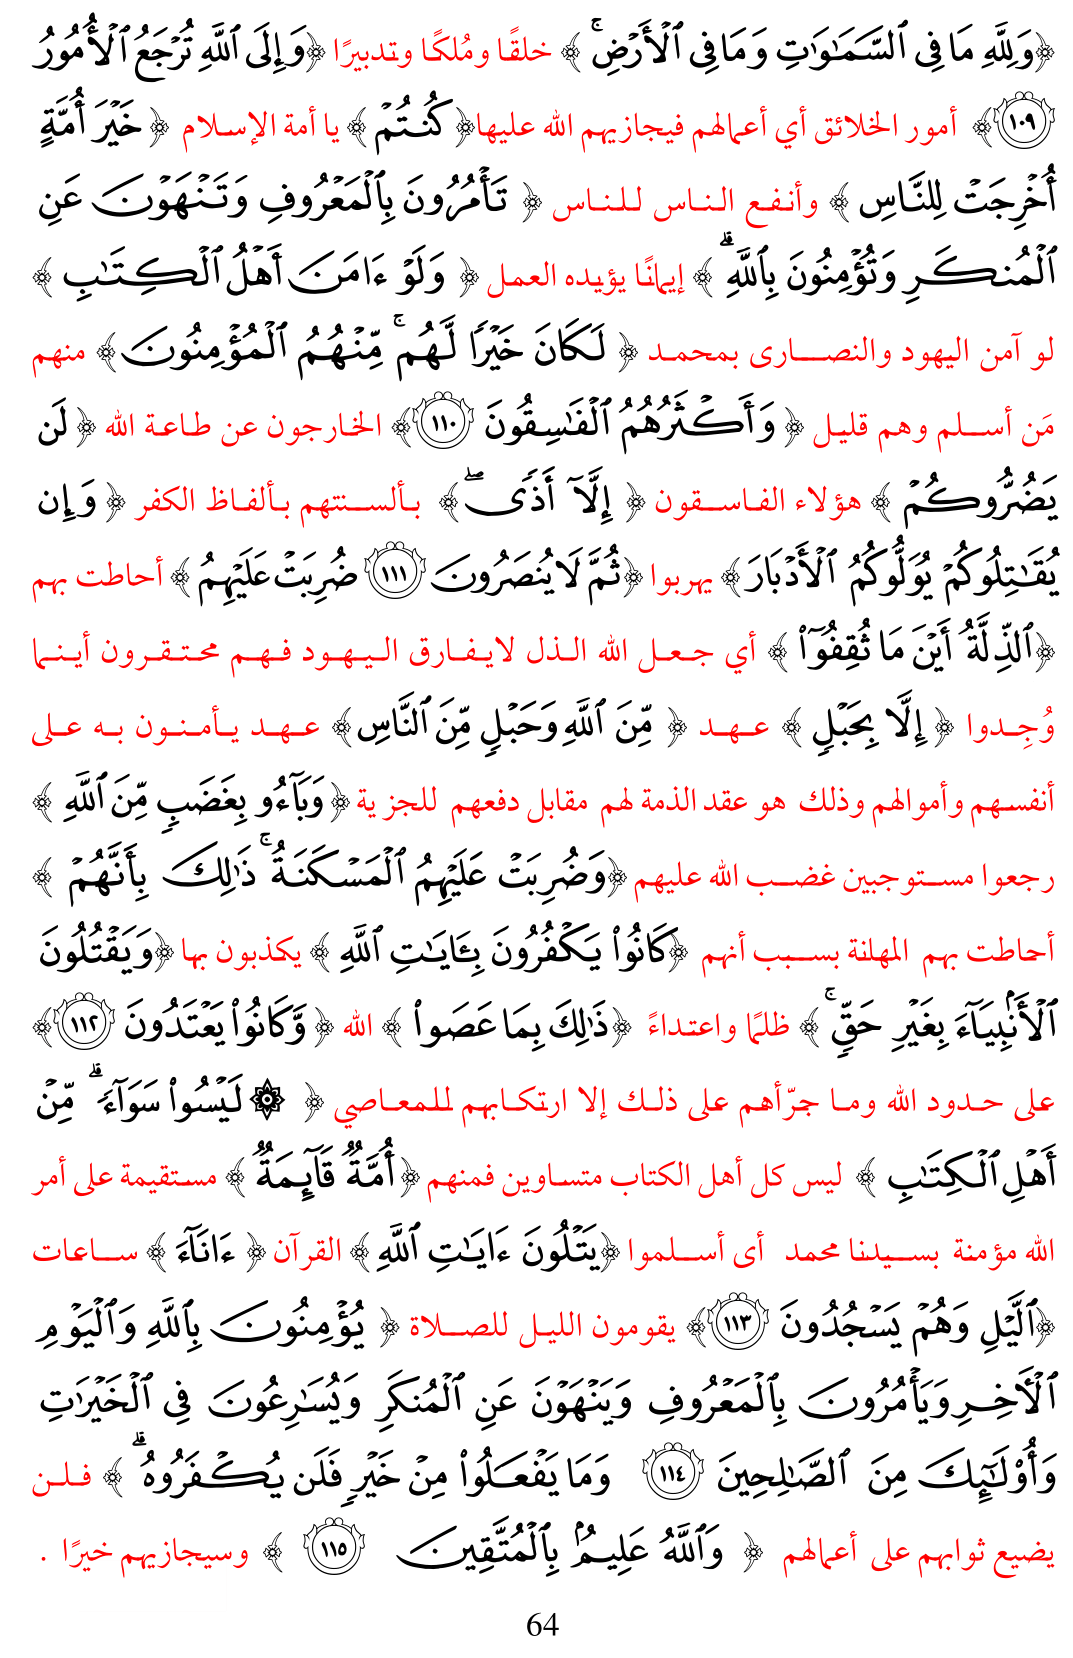 ﴿وَلِلَّهِ مَا فِي ٱلسَّمَٰوَٰتِ وَمَا فِي ٱلۡأَرۡضِۚ ﴾ خلقًا ومُلكًا وتدبيرًا ﴿وَإِلَى ٱللَّهِ تُرۡجَعُ ٱلۡأُمُورُ
١٠٩﴾ أمور الخلائق أي أعمالهم فيجازيهم الله عليها﴿كُنتُمۡ ﴾ يا أمة الإسلام ﴿ خَيۡرَ أُمَّةٍ
أُخۡرِجَتۡ لِلنَّاسِ ﴾ وأنفع الناس للناس ﴿ تَأۡمُرُونَ بِٱلۡمَعۡرُوفِ وَتَنۡهَوۡنَ عَنِ
ٱلۡمُنكَرِ وَتُؤۡمِنُونَ بِٱللَّهِۗ ﴾ إيمانًا يؤيده العمل ﴿ وَلَوۡ ءَامَنَ أَهۡلُ ٱلۡكِتَٰبِ ﴾
لو آمن اليهود والنصارى بمحمد ﴿ لَكَانَ خَيۡرٗا لَّهُمۚ مِّنۡهُمُ ٱلۡمُؤۡمِنُونَ﴾ منهم
مَن أسلم وهم قليل ﴿ وَأَكۡثَرُهُمُ ٱلۡفَٰسِقُونَ ١١٠﴾ الخارجون عن طاعة الله ﴿ لَن
يَضُرُّوكُمۡ ﴾ هؤلاء الفاسقون ﴿ إِلَّآ أَذٗىۖ ﴾ بألسنتهم بألفاظ الكفر ﴿ وَإِن
يُقَٰتِلُوكُمۡ يُوَلُّوكُمُ ٱلۡأَدۡبَارَ﴾ يهربوا ﴿ثُمَّ لَا يُنصَرُونَ ١١١ ضُرِبَتۡ عَلَيۡهِمُ ﴾ أحاطت بهم
﴿ٱلذِّلَّةُ أَيۡنَ مَا ثُقِفُوٓاْ ﴾ أي جعل الله الذل لايفارق اليهود فهم محتقرون أينما
وُجِدوا ﴿ إِلَّا بِحَبۡلٖ ﴾ عهد ﴿ مِّنَ ٱللَّهِ وَحَبۡلٖ مِّنَ ٱلنَّاسِ﴾ عهد يأمنون به على
أنفسهم وأموالهم وذلك هو عقد الذمة لهم مقابل دفعهم للجزية ﴿ وَبَآءُو بِغَضَبٖ مِّنَ ٱللَّهِ ﴾
رجعوا مستوجبين غضب الله عليهم ﴿وَضُرِبَتۡ عَلَيۡهِمُ ٱلۡمَسۡكَنَةُۚ ذَٰلِكَ بِأَنَّهُمۡ ﴾
أحاطت بهم المهلنة بسبب أنهم ﴿كَانُواْ يَكۡفُرُونَ بِـَٔايَٰتِ ٱللَّهِ ﴾ يكذبون بها ﴿وَيَقۡتُلُونَ
ٱلۡأَنۢبِيَآءَ بِغَيۡرِ حَقّٖۚ ﴾ ظلمًا واعتداءً ﴿ذَٰلِكَ بِمَا عَصَواْ ﴾ الله ﴿ وَّكَانُواْ يَعۡتَدُونَ ١١٢﴾
على حدود الله وما جرّأهم على ذلك إلا ارتكابهم للمعاصي ﴿ ۞ لَيۡسُواْ سَوَآءٗۗ مِّنۡ
أَهۡلِ ٱلۡكِتَٰبِ ﴾ ليس كل أهل الكتاب متساوين فمنهم ﴿أُمَّةٞ قَآئِمَةٞ ﴾ مستقيمة على أمر
الله مؤمنة بسيدنا محمد أى أسلموا ﴿يَتۡلُونَ ءَايَٰتِ ٱللَّهِ﴾ القرآن ﴿ ءَانَآءَ ﴾ ساعات
﴿ٱلَّيۡلِ وَهُمۡ يَسۡجُدُونَ ١١٣﴾ يقومون الليل للصلاة ﴿ يُؤۡمِنُونَ بِٱللَّهِ وَٱلۡيَوۡمِ
ٱلۡأٓخِرِ وَيَأۡمُرُونَ بِٱلۡمَعۡرُوفِ وَيَنۡهَوۡنَ عَنِ ٱلۡمُنكَرِ وَيُسَٰرِعُونَ فِي ٱلۡخَيۡرَٰتِ
وَأُوْلَٰٓئِكَ مِنَ ٱلصَّٰلِحِينَ ١١٤ وَمَا يَفۡعَلُواْ مِنۡ خَيۡرٖ فَلَن يُكۡفَرُوهُۗ ﴾ فلن
يضيع ثوابهم على أعمالهم ﴿ وَٱللَّهُ عَلِيمُۢ بِٱلۡمُتَّقِينَ ١١٥ ﴾ وسيجازيهم خيرًا .
64